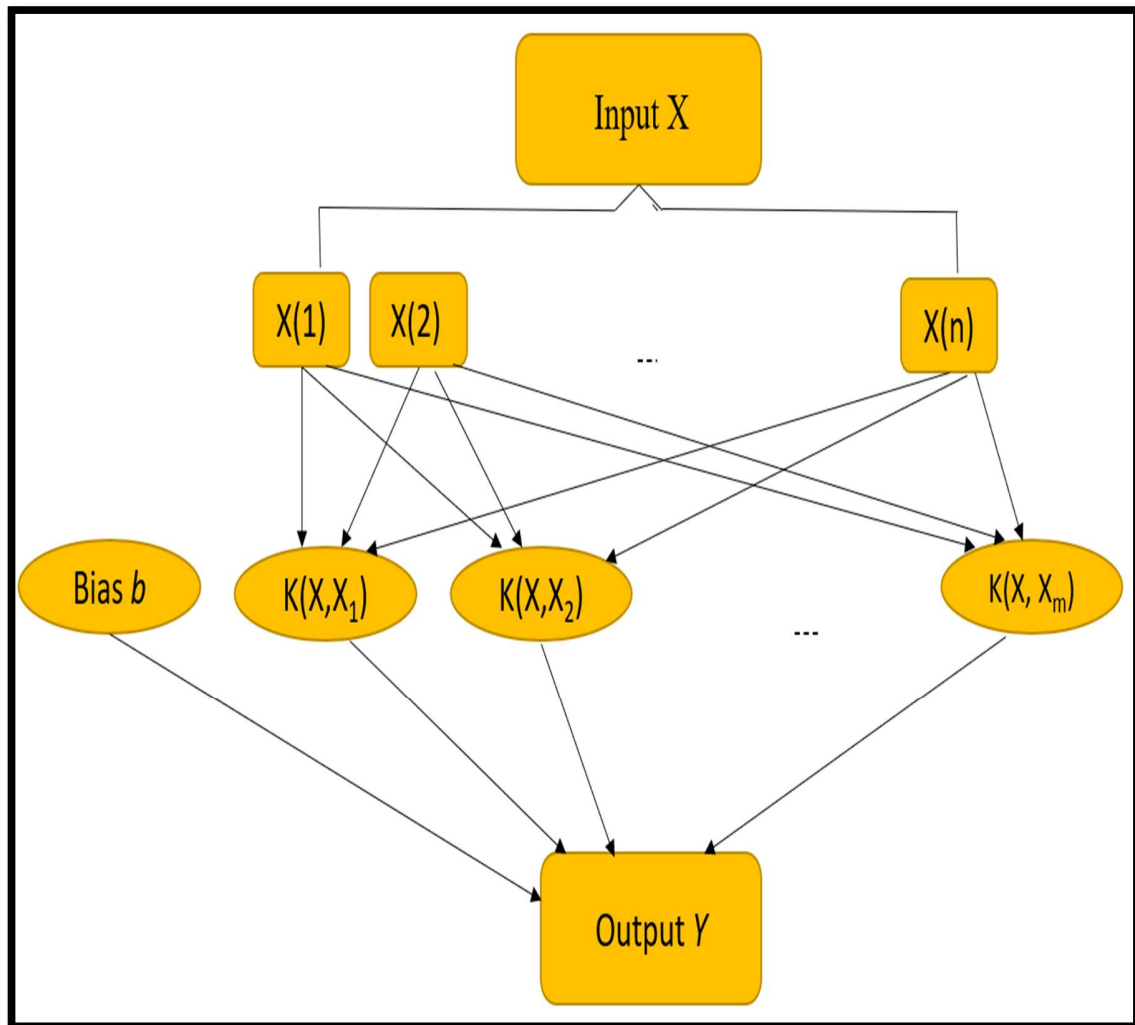 Input X
X(1)
X(2)
---
X(n)
Bias b
K(X,X₁)
K(X,X₂)
---
K(X, Xₘ)
Output Y